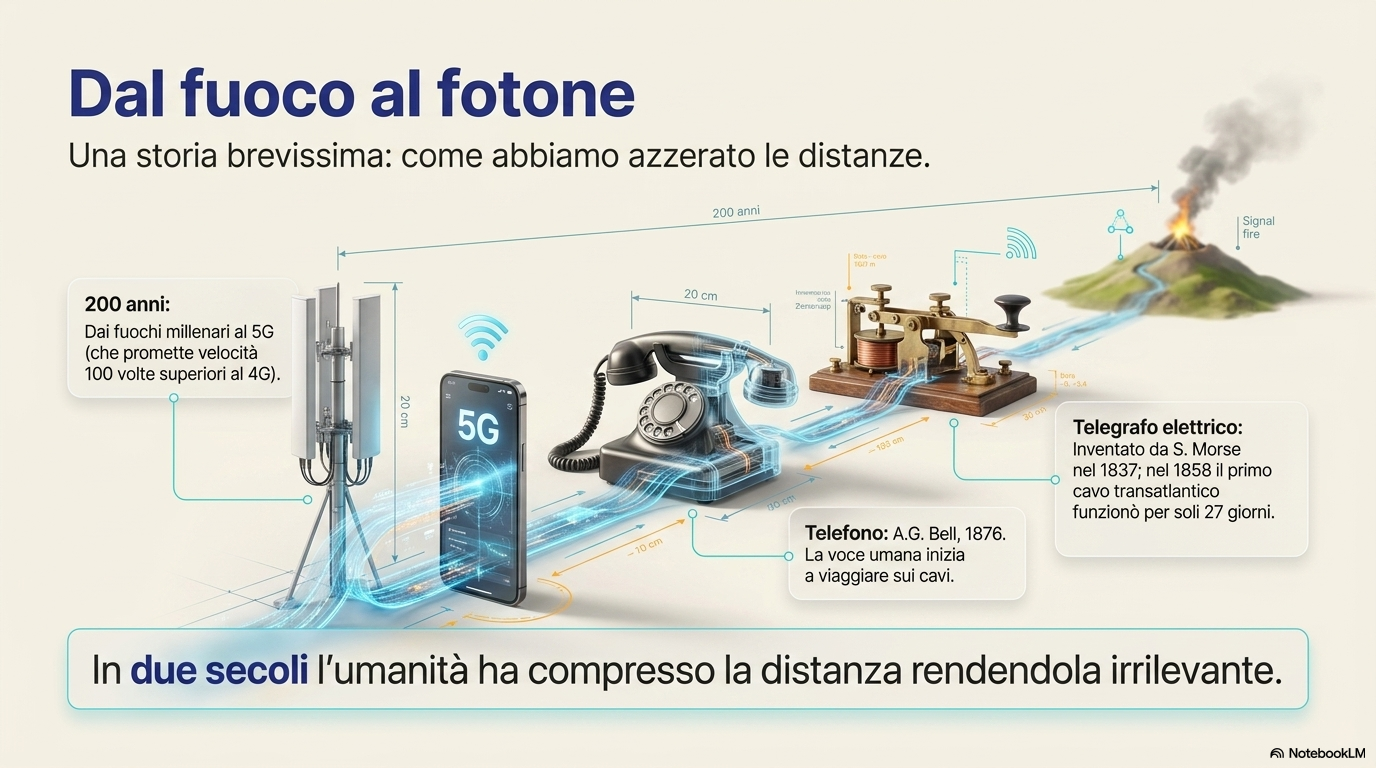 Dal fuoco al fotone
Una storia brevissima: come abbiamo azzerato le distanze.
200 anni
Signal
fire
200 anni:
Dai fuochi millenari al 5G
(che promette velocità
100 volte superiori al 4G).
20 cm
5G
20 cm
30 cm
~10 cm
30 cm
Telegrafo elettrico:
Inventato da S. Morse
nel 1837; nel 1858 il primo
cavo transatlantico
funzionò per soli 27 giorni.
Telefono: A.G. Bell, 1876.
La voce umana inizia
a viaggiare sui cavi.
In due secoli l'umanità ha compresso la distanza rendendola irrilevante.
NotebookLM